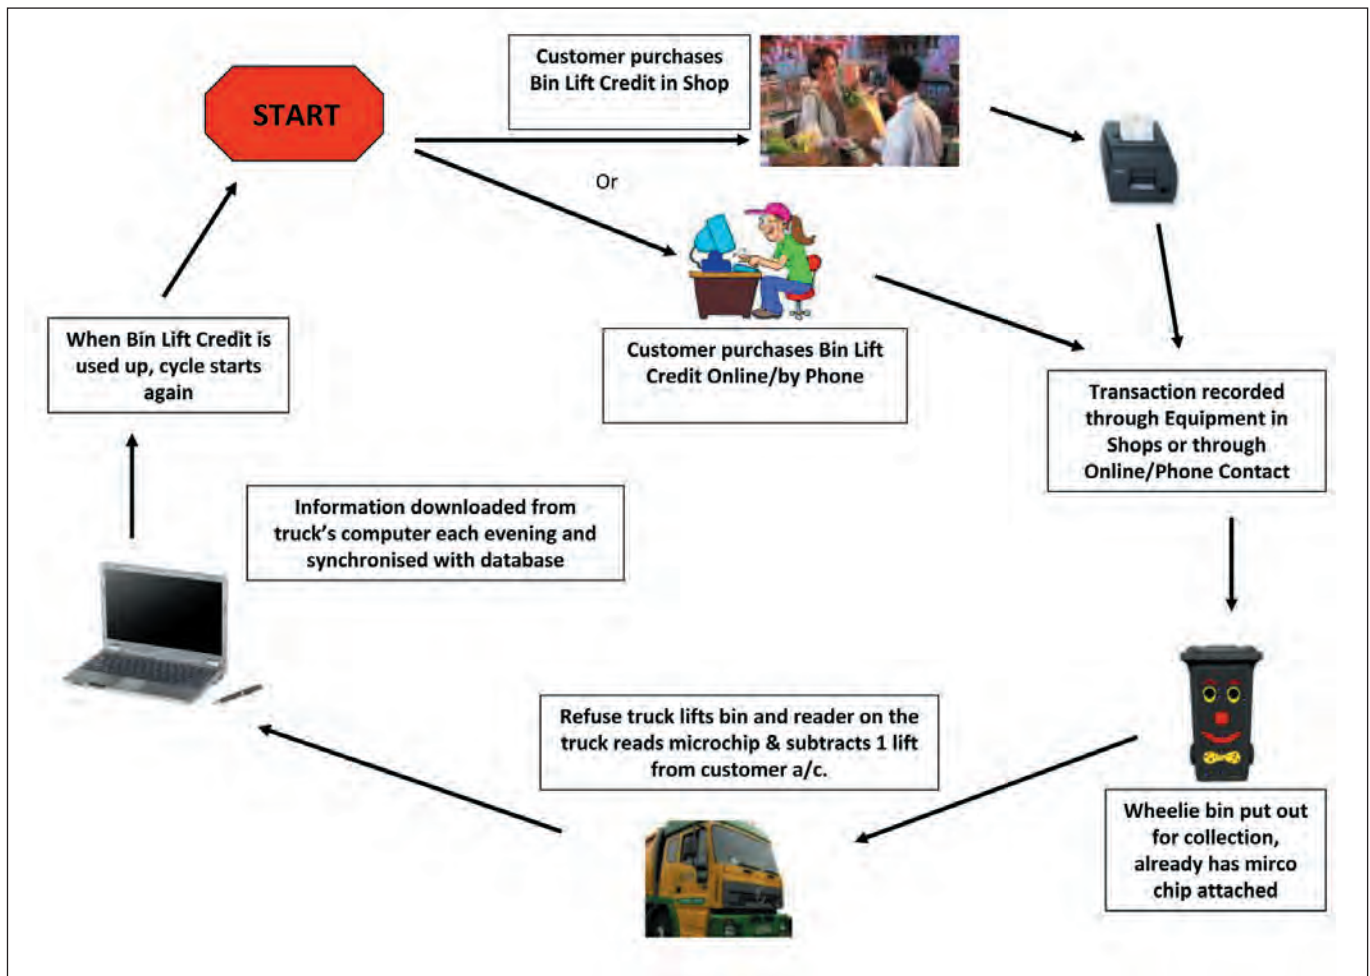 START
Customer purchases
Bin Lift Credit in Shop
Or
Customer purchases Bin Lift
Credit Online/by Phone
Transaction recorded
through Equipment in
Shops or through
Online/Phone Contact
Wheelie bin put out
for collection,
already has mirco
chip attached
Refuse truck lifts bin and reader on the
truck reads microchip & subtracts 1 lift
from customer a/c.
Information downloaded from
truck's computer each evening and
synchronised with database
When Bin Lift Credit is
used up, cycle starts
again